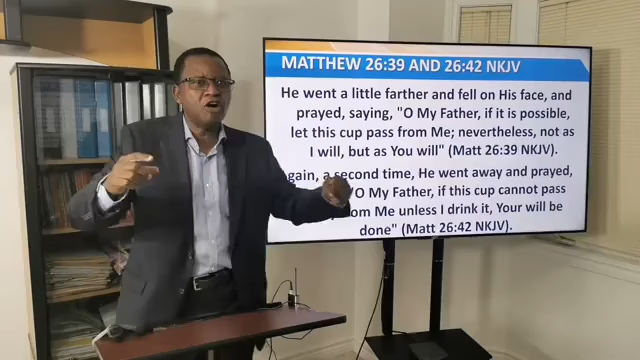 MATTHEW 26:39 AND 26:42 NKJV
He went a little farther and fell on His face, and
prayed, saying, "O My Father, if it is possible,
let this cup pass from Me; nevertheless, not as
I will, but as You will" (Matt 26:39 NKJV).
gain, a second time, He went away and prayed,
"O My Father, if this cup cannot pass
from Me unless I drink it, Your will be
done" (Matt 26:42 NKJV).